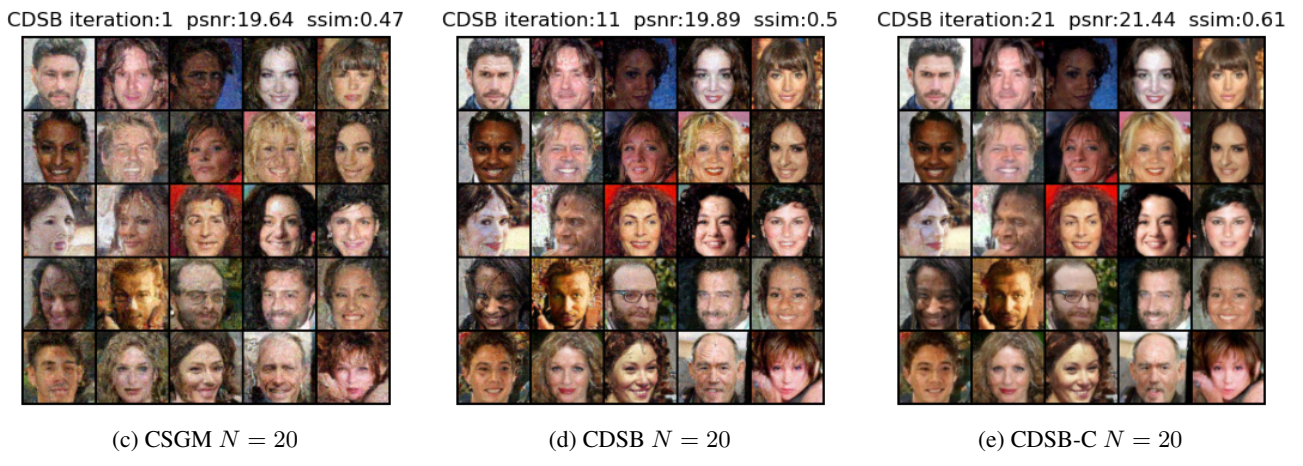 CDSB iteration:1 psnr:19.64 ssim:0.47
CDSB iteration:11 psnr:19.89 ssim:0.5
CDSB iteration:21 psnr:21.44 ssim:0.61
(c) CSGM N = 20
(d) CDSB N = 20
(e) CDSB-C N = 20